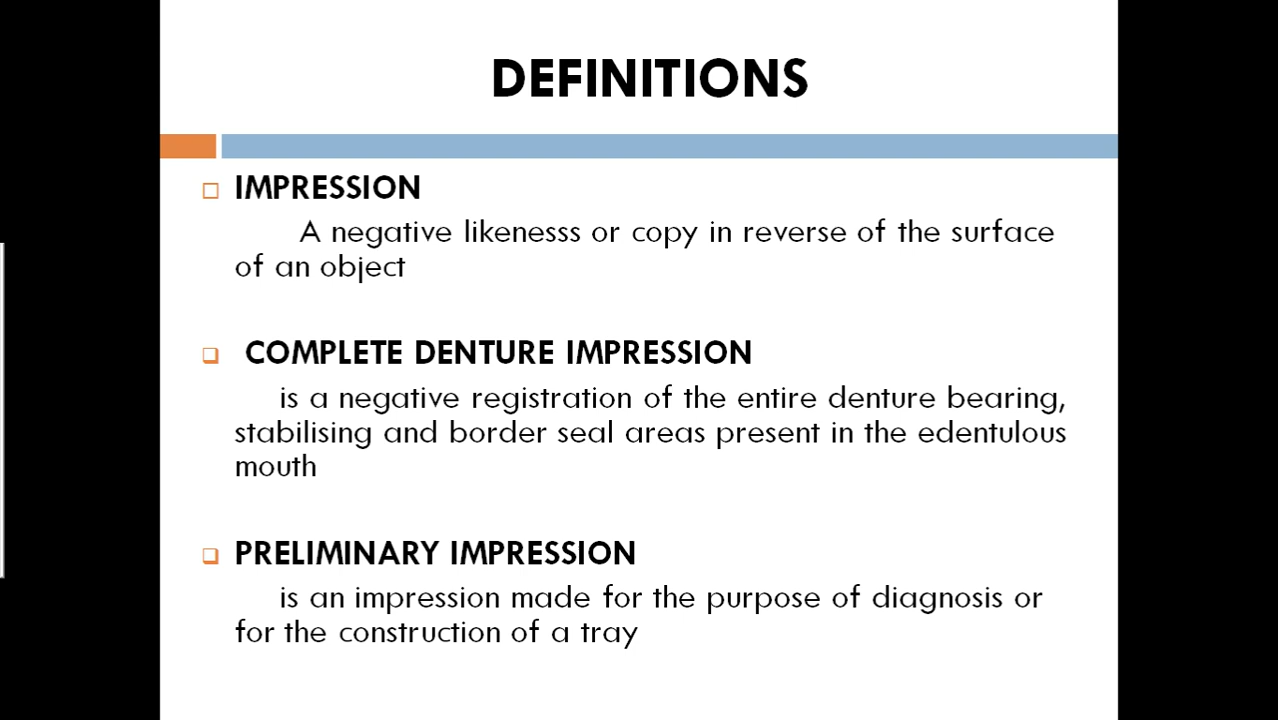 DEFINITIONS
IMPRESSION
A negative likenesss or copy in reverse of the surface
of an object
COMPLETE DENTURE IMPRESSION
is a negative registration of the entire denture bearing,
stabilising and border seal areas present in the edentulous
mouth
PRELIMINARY IMPRESSION
is an impression made for the purpose of diagnosis or
for the construction of a tray